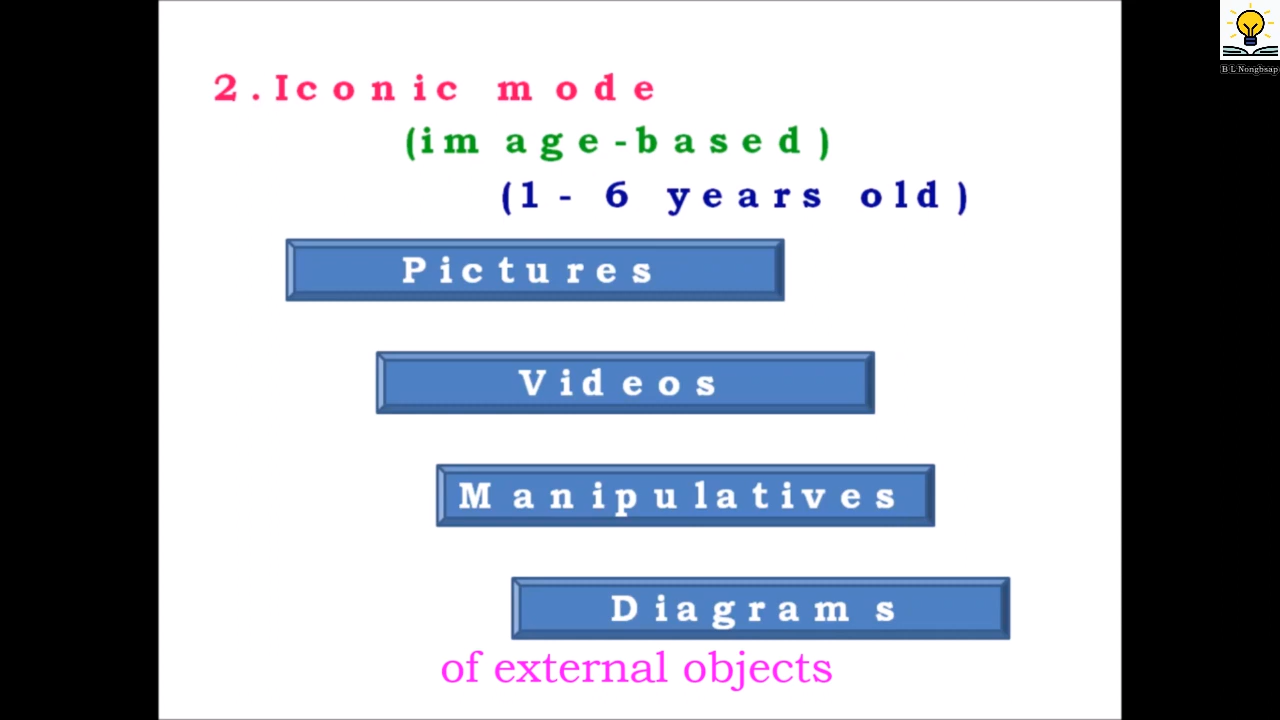 2. Iconic mode
(image-based)
(1- 6 years old)
Pictures
Videos
Manipulatives
Diagrams
of external objects
B L Nongbsap